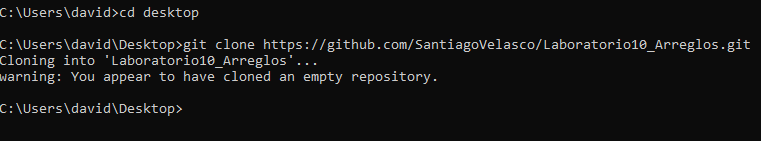 C:\Users\david>cd desktop
C:\Users\david\Desktop>git clone https://github.com/SantiagoVelasco/Laboratorio10_Arreglos.git
Cloning into 'Laboratorio10_Arreglos'...
warning: You appear to have cloned an empty repository.
C:\Users\david\Desktop>